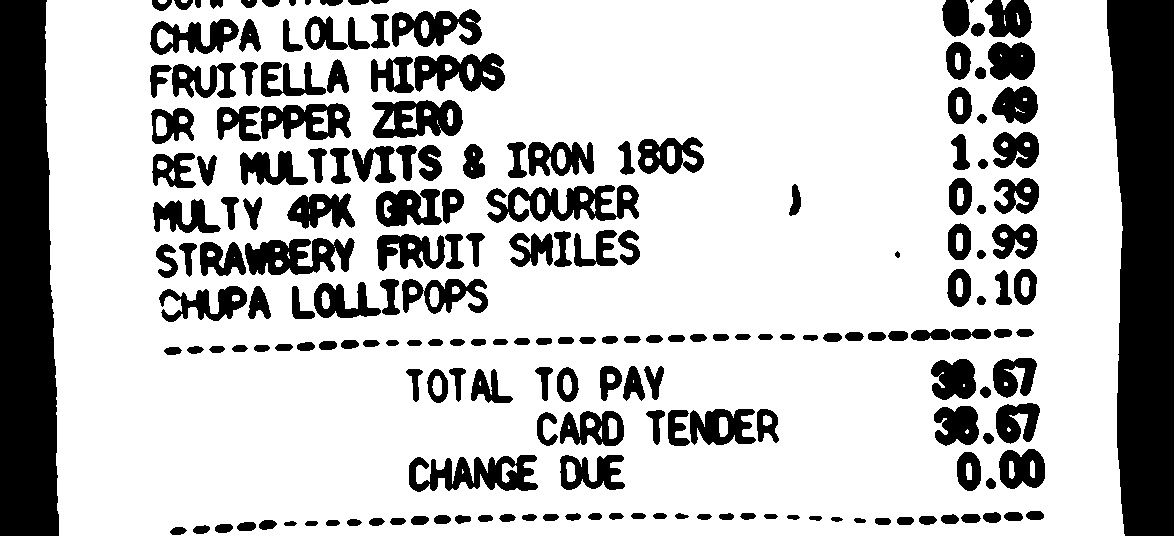 CHUPA LOLLIPOPS 0.10
FRUITELLA HIPPOS 0.99
DR PEPPER ZERO 0.49
REV MULTIVITS & IRON 180S 1.99
MULTY 4PK GRIP SCOURER 0.39
STRAWBERY FRUIT SMILES 0.99
CHUPA LOLLIPOPS 0.10
TOTAL TO PAY 38.67
CARD TENDER 38.67
CHANGE DUE 0.00